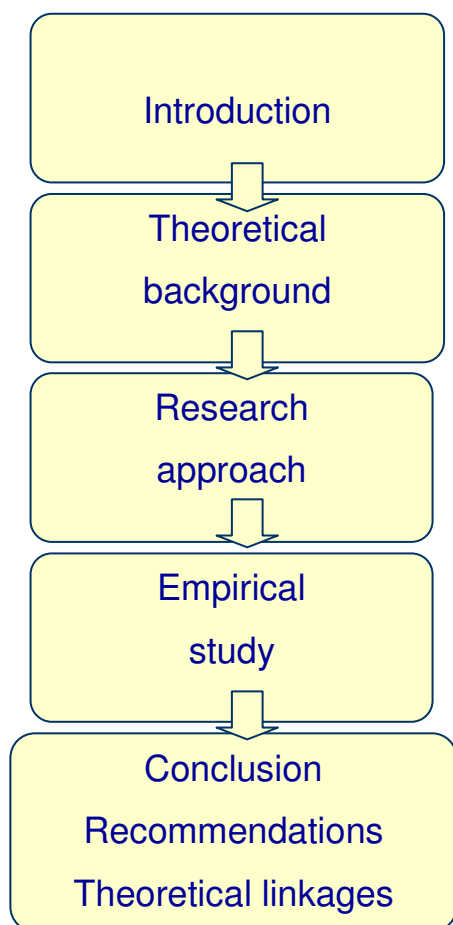 Introduction
Theoretical
background
Research
approach
Empirical
study
Conclusion
Recommendations
Theoretical linkages